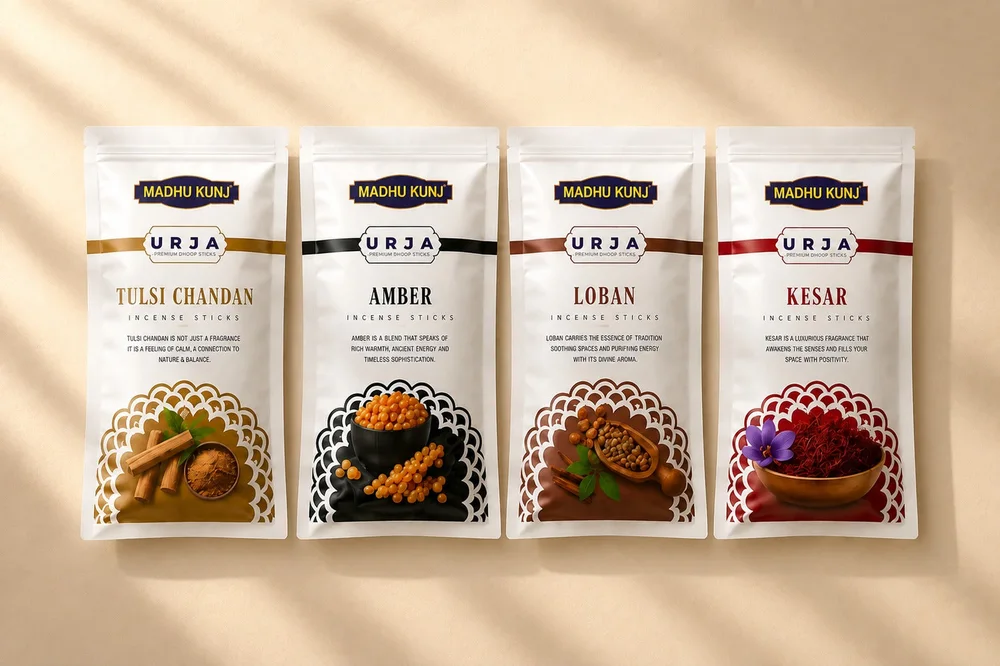 MADHU KUNJ
URJA
PREMIUM DHOOP STICKS
TULSI CHANDAN
INCENSE STICKS
TULSI CHANDAN IS NOT JUST A FRAGRANCE
IT IS A FEELING OF CALM, A CONNECTION TO
NATURE & BALANCE.
MADHU KUNJ
URJA
PREMIUM DHOOP STICKS
AMBER
INCENSE STICKS
AMBER IS A BLEND THAT SPEAKS OF
RICH WARMTH, ANCIENT ENERGY AND
TIMELESS SOPHISTICATION.
MADHU KUNJ
URJA
PREMIUM DHOOP STICKS
LOBAN
INCENSE STICKS
LOBAN CARRIES THE ESSENCE OF TRADITION
SOOTHING SPACES AND PURIFYING ENERGY
WITH ITS DIVINE AROMA.
MADHU KUNJ
URJA
PREMIUM DHOOP STICKS
KESAR
INCENSE STICKS
KESAR IS A LUXURIOUS FRAGRANCE THAT
AWAKENS THE SENSES AND FILLS YOUR
SPACE WITH POSITIVITY.